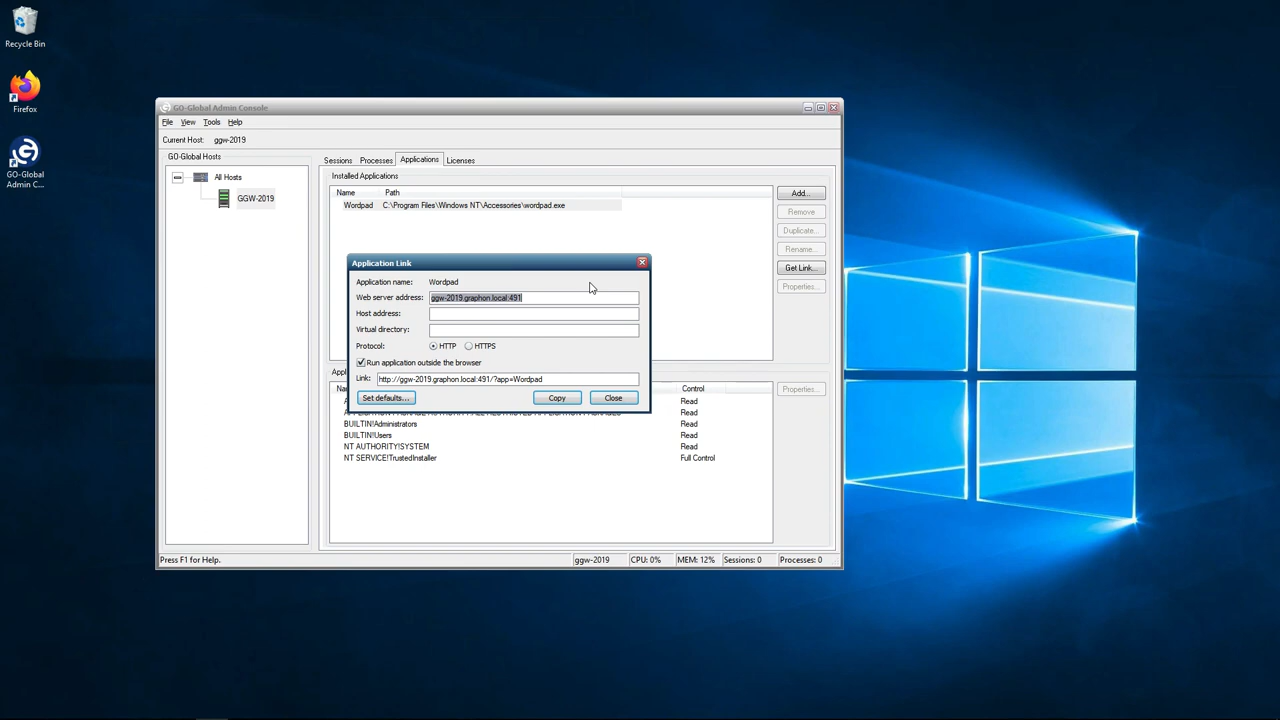 Recycle Bin
Firefox
GO-Global
Admin C...
GO-Global Admin Console
File View Tools Help
Current Host: ggw-2019
GO-Global Hosts
All Hosts
GGW-2019
Sessions Processes Applications Licenses
Installed Applications
Name Path
Wordpad C:\Program Files\Windows NT\Accessories\wordpad.exe
Add...
Remove
Duplicate...
Rename...
Get Link...
Properties...
Application Link
Application name: Wordpad
Web server address: ggw-2019.graphon.local:491
Host address:
Virtual directory:
Protocol: HTTP HTTPS
Run application outside the browser
Link: http://ggw-2019.graphon.local:491/?app=Wordpad
Set defaults... Copy Close
Control
Properties...
Read
Read
BUILTIN\Administrators Read
BUILTIN\Users Read
NT AUTHORITY\SYSTEM Read
NT SERVICE\TrustedInstaller Full Control
Press F1 for Help. ggw-2019 CPU: 0% MEM: 12% Sessions: 0 Processes: 0